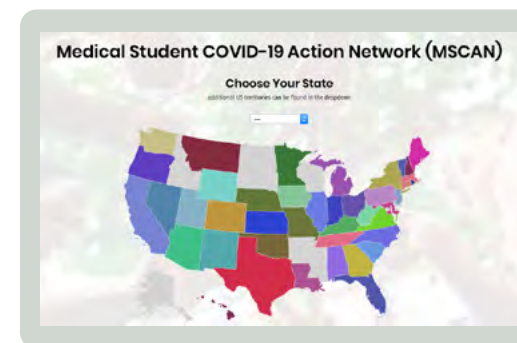 Medical Student COVID-19 Action Network (MSCAN)
Choose Your State
additional US territories can be found in the dropdown